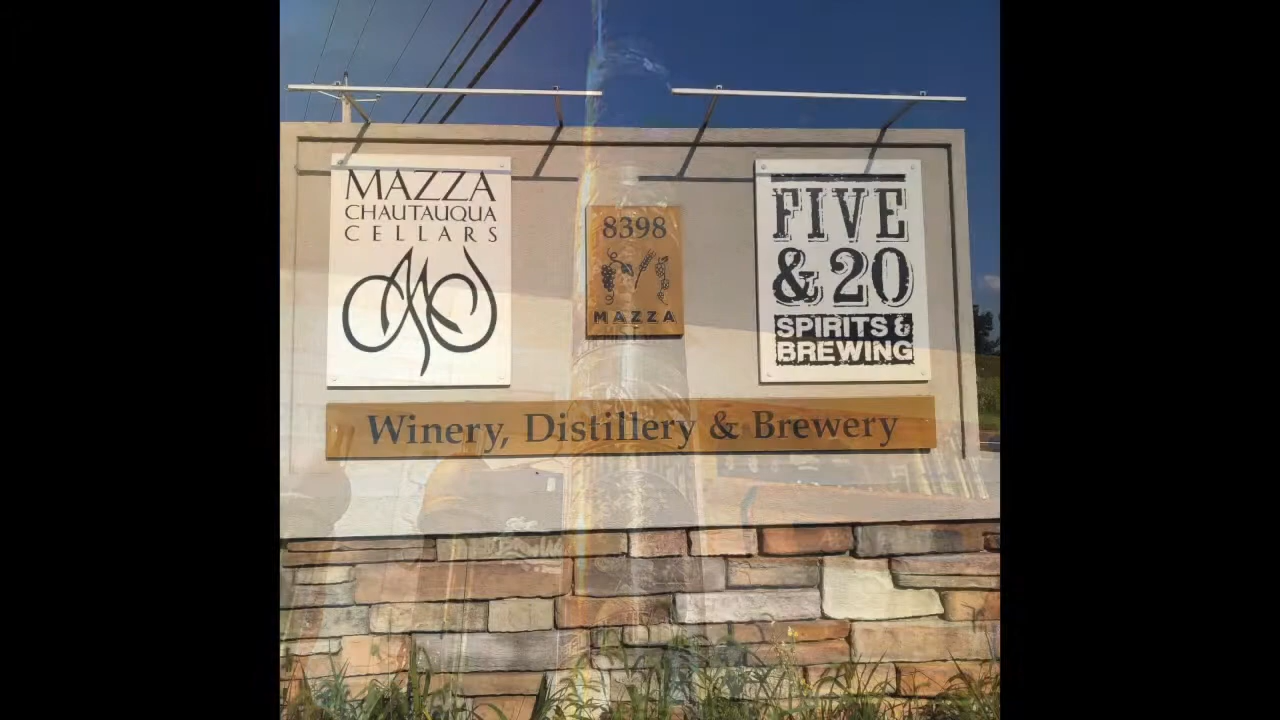 MAZZA
CHAUTAUQUA
CELLARS
8398
MAZZA
FIVE
& 20
SPIRITS &
BREWING
Winery, Distillery & Brewery